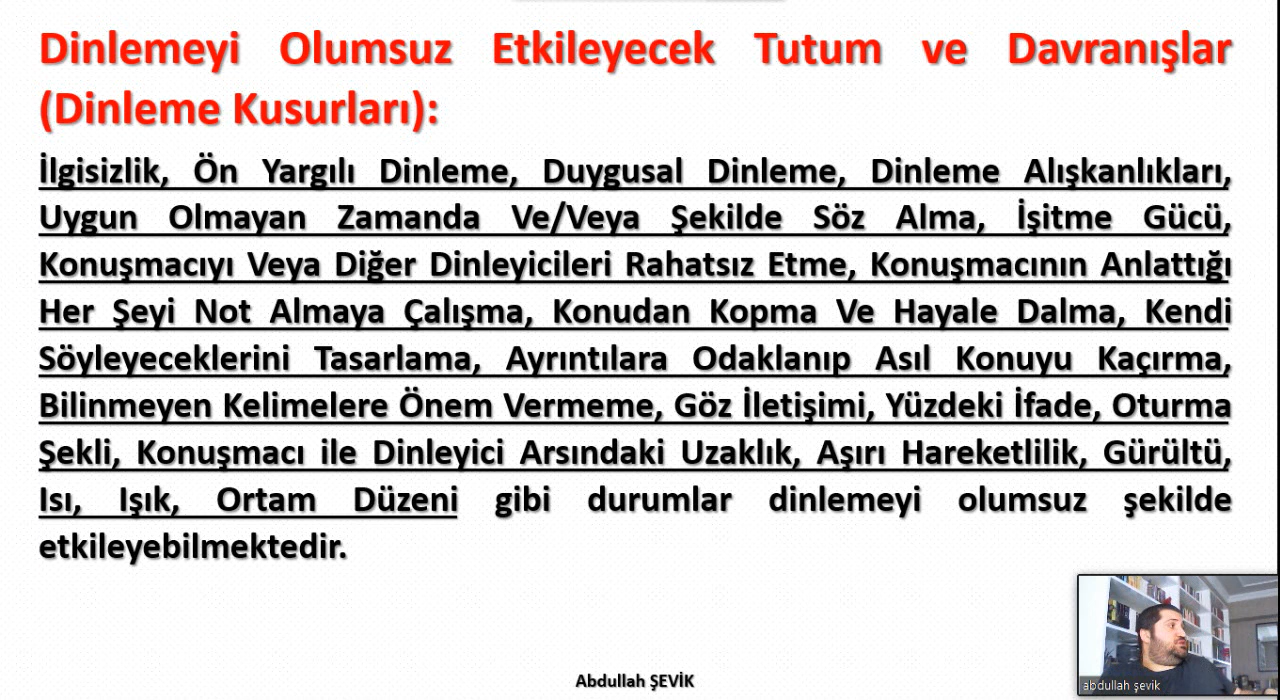 Dinlemeyi Olumsuz Etkileyecek Tutum ve Davranışlar
(Dinleme Kusurları):
İlgisizlik, Ön Yargılı Dinleme, Duygusal Dinleme, Dinleme Alışkanlıkları,
Uygun Olmayan Zamanda Ve/Veya Şekilde Söz Alma, İşitme Gücü,
Konuşmacıyı Veya Diğer Dinleyicileri Rahatsız Etme, Konuşmacının Anlattığı
Her Şeyi Not Almaya Çalışma, Konudan Kopma Ve Hayale Dalma, Kendi
Söyleyeceklerini Tasarlama, Ayrıntılara Odaklanıp Asıl Konuyu Kaçırma,
Bilinmeyen Kelimelere Önem Vermeme, Göz İletişimi, Yüzdeki İfade, Oturma
Şekli, Konuşmacı ile Dinleyici Arsındaki Uzaklık, Aşırı Hareketlilik, Gürültü,
Isı, Işık, Ortam Düzeni gibi durumlar dinlemeyi olumsuz şekilde
etkileyebilmektedir.
Abdullah ŞEVİK
abdullah şevik